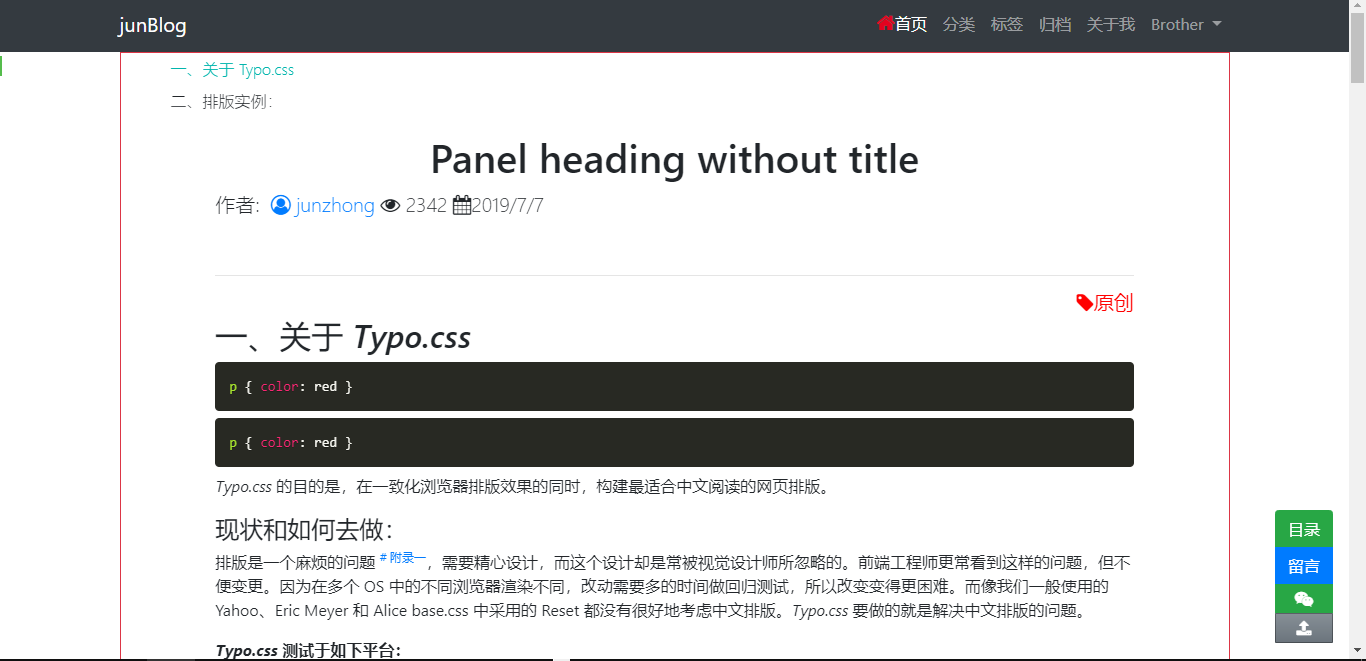 junBlog
首页 分类 标签 归档 关于我 Brother
一、关于 Typo.css
二、排版实例：
Panel heading without title
作者： junzhong 2342 2019/7/7
原创
一、关于 Typo.css
p { color: red }
p { color: red }
Typo.css 的目的是，在一致化浏览器排版效果的同时，构建最适合中文阅读的网页排版。
现状和如何去做：
排版是一个麻烦的问题 # 附录一，需要精心设计，而这个设计却是常被视觉设计师所忽略的。前端工程师更常看到这样的问题，但不
便变更。因为在多个 OS 中的不同浏览器渲染不同，改动需要多的时间做回归测试，所以改变变得更困难。而像我们一般使用的
Yahoo、Eric Meyer 和 Alice base.css 中采用的 Reset 都没有很好地考虑中文排版。Typo.css 要做的就是解决中文排版的问题。
Typo.css 测试于如下平台：
目录
留言